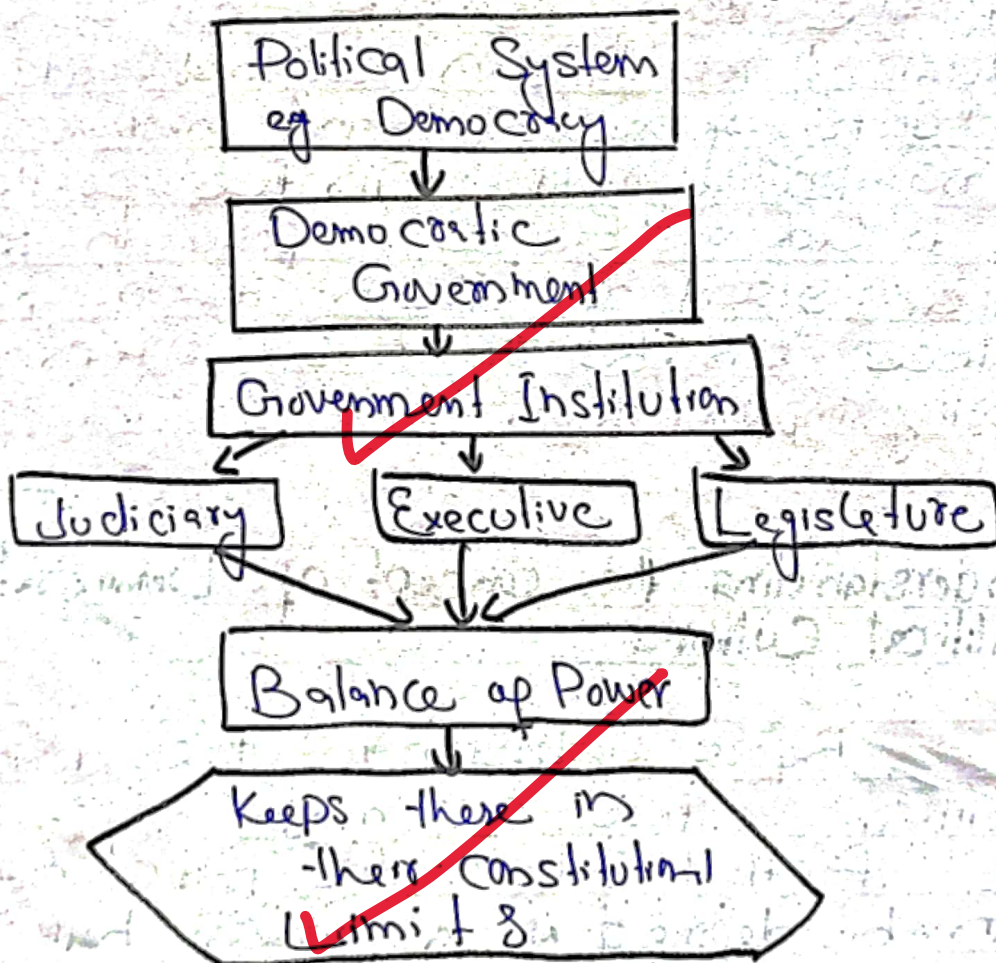 Political System
eg Democracy
Democratic
Government
Government Institution
Judiciary
Executive
Legislature
Balance of Power
Keeps these in
there constitutional
Limits